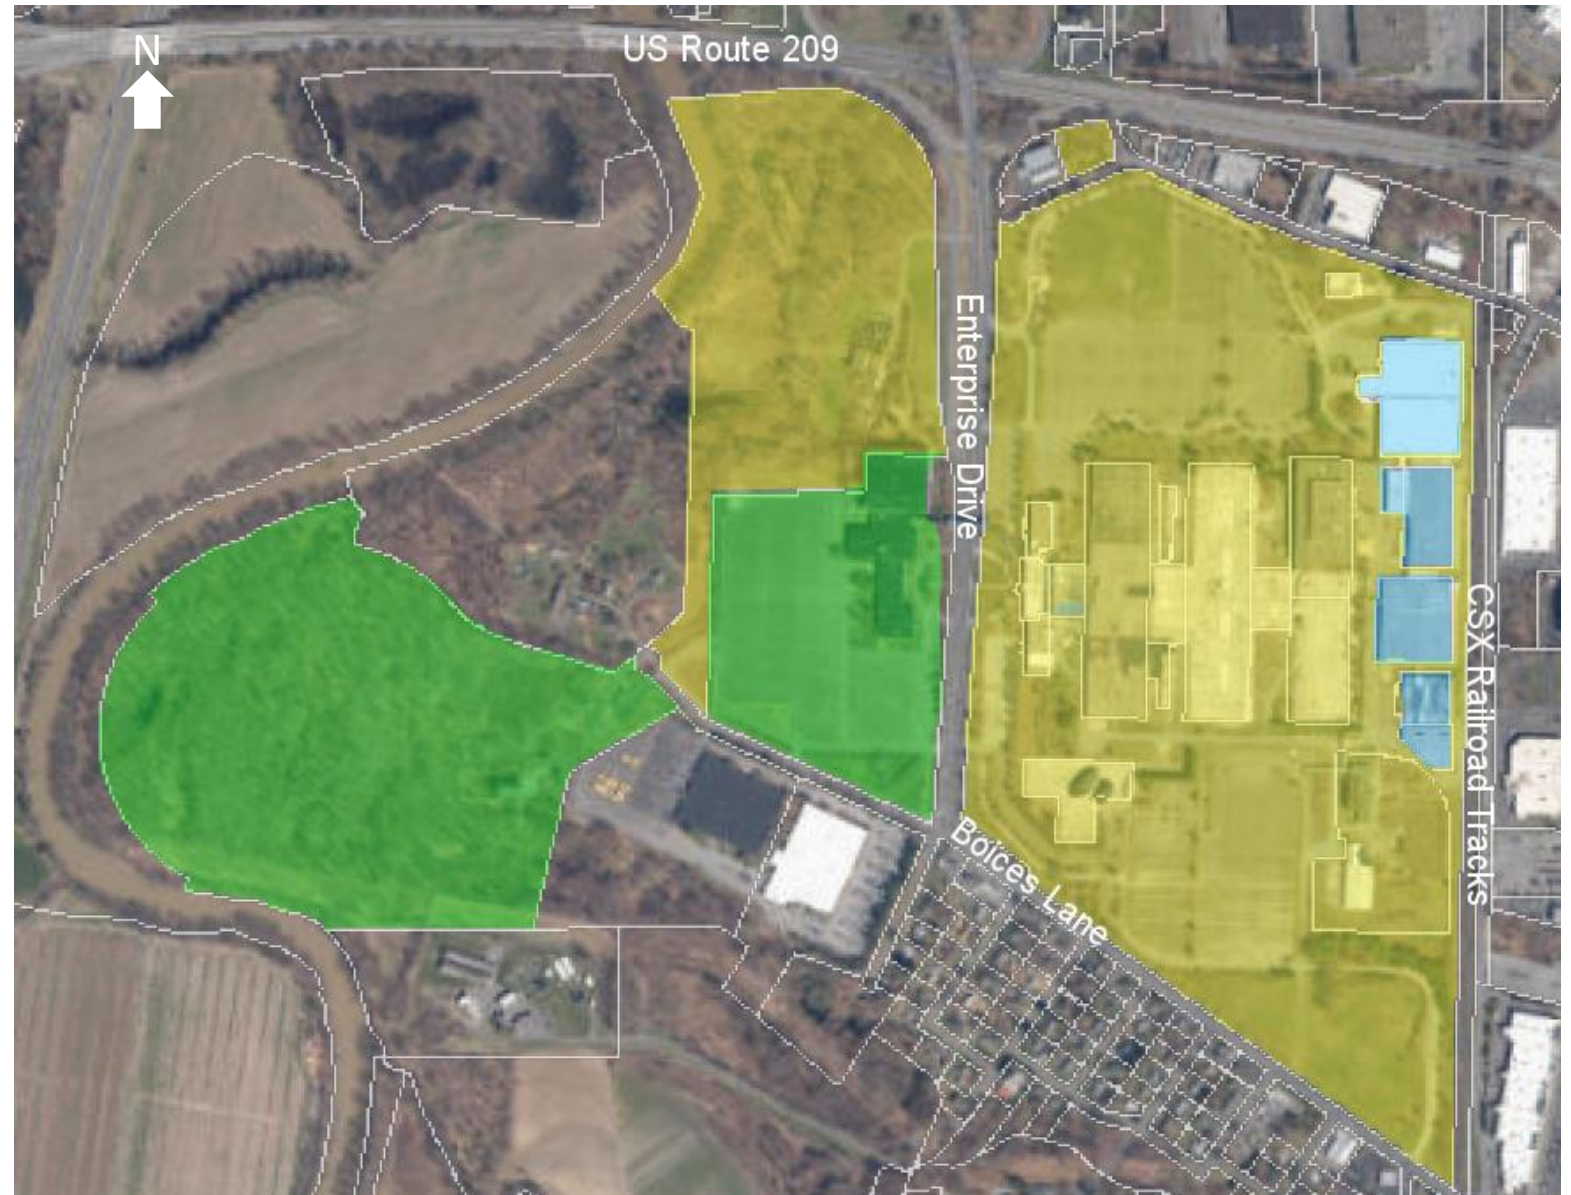 N
US Route 209
Enterprise Drive
CSX Railroad Tracks
Boices Lane